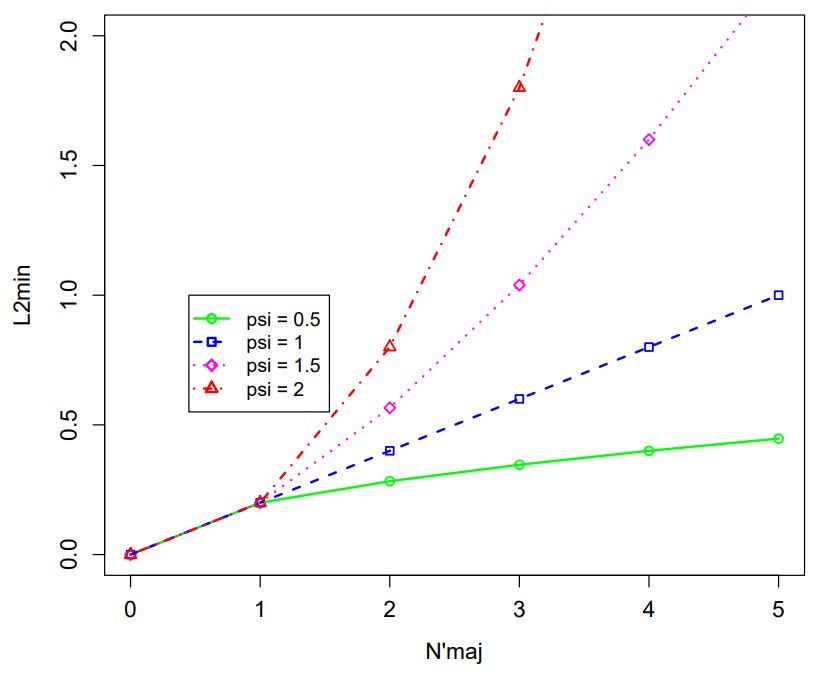 2.0
1.5
1.0
0.5
0.0
L2min
psi = 0.5
psi = 1
psi = 1.5
psi = 2
0 1 2 3 4 5
N'maj